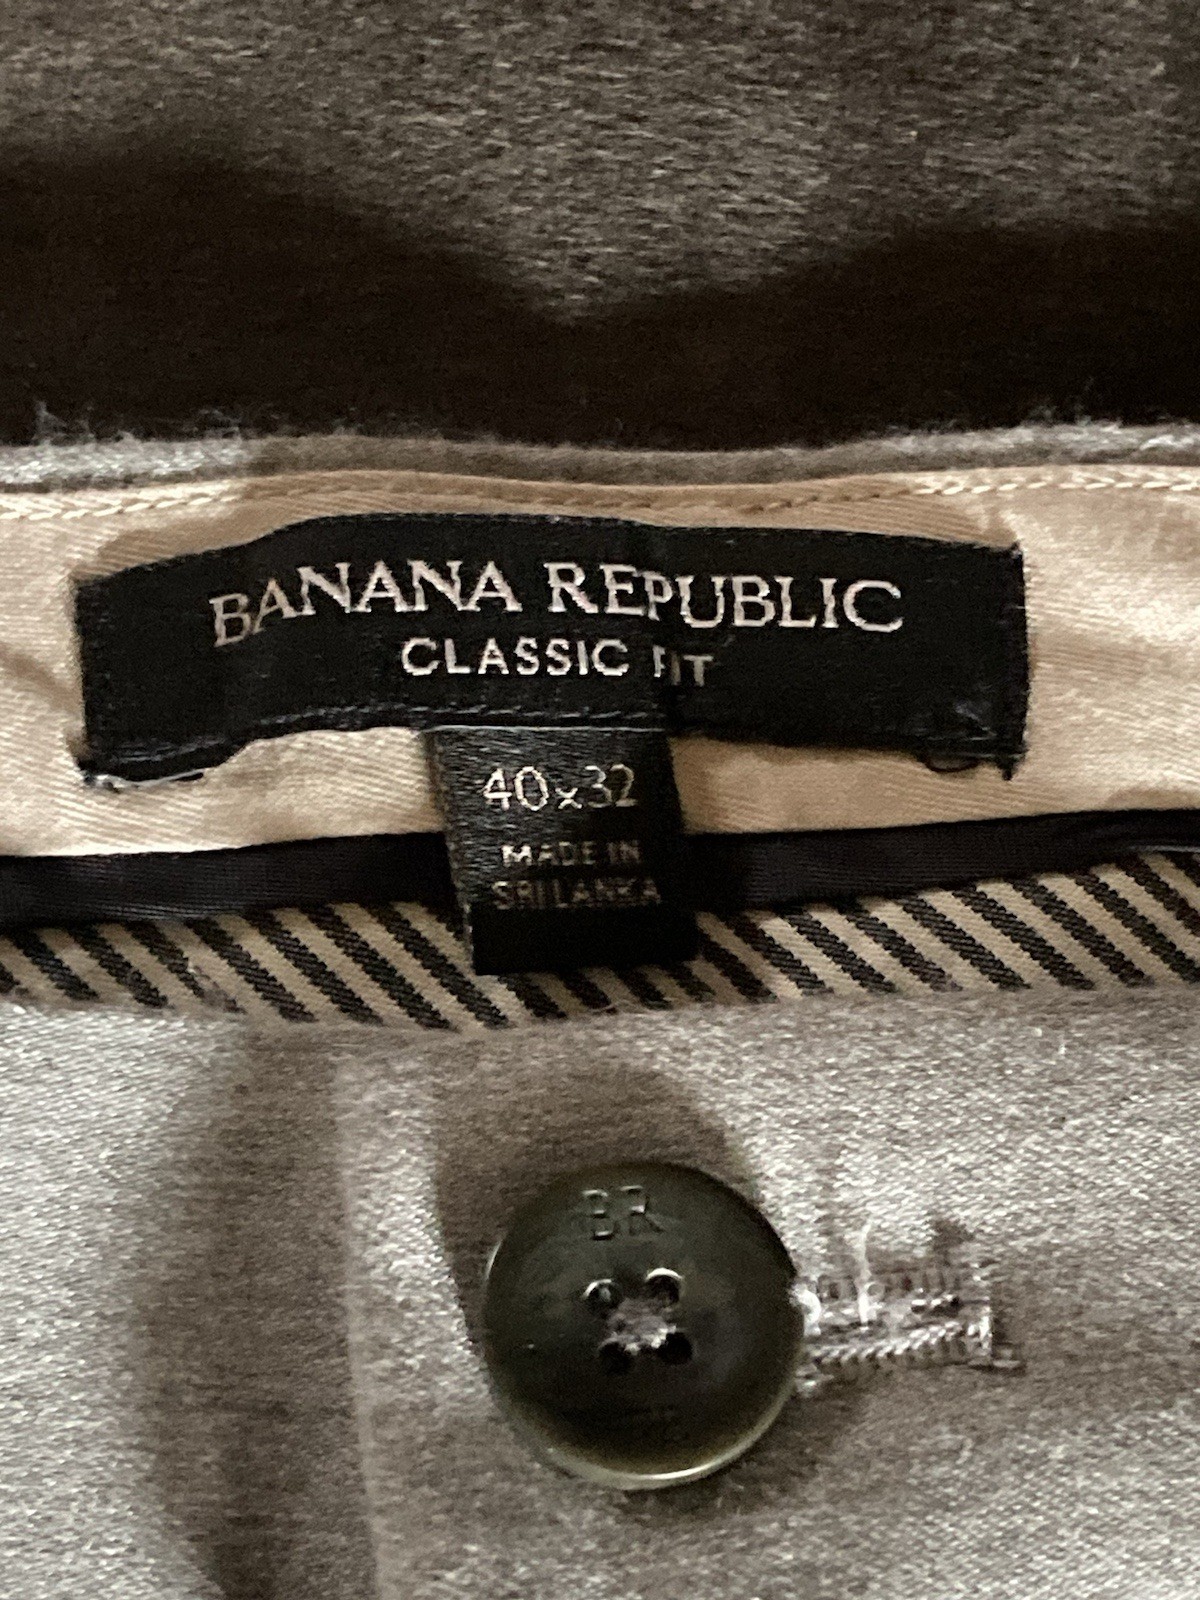 BANANA REPUBLIC
CLASSIC FIT
40x32
MADE IN
SRI LANKA
BR